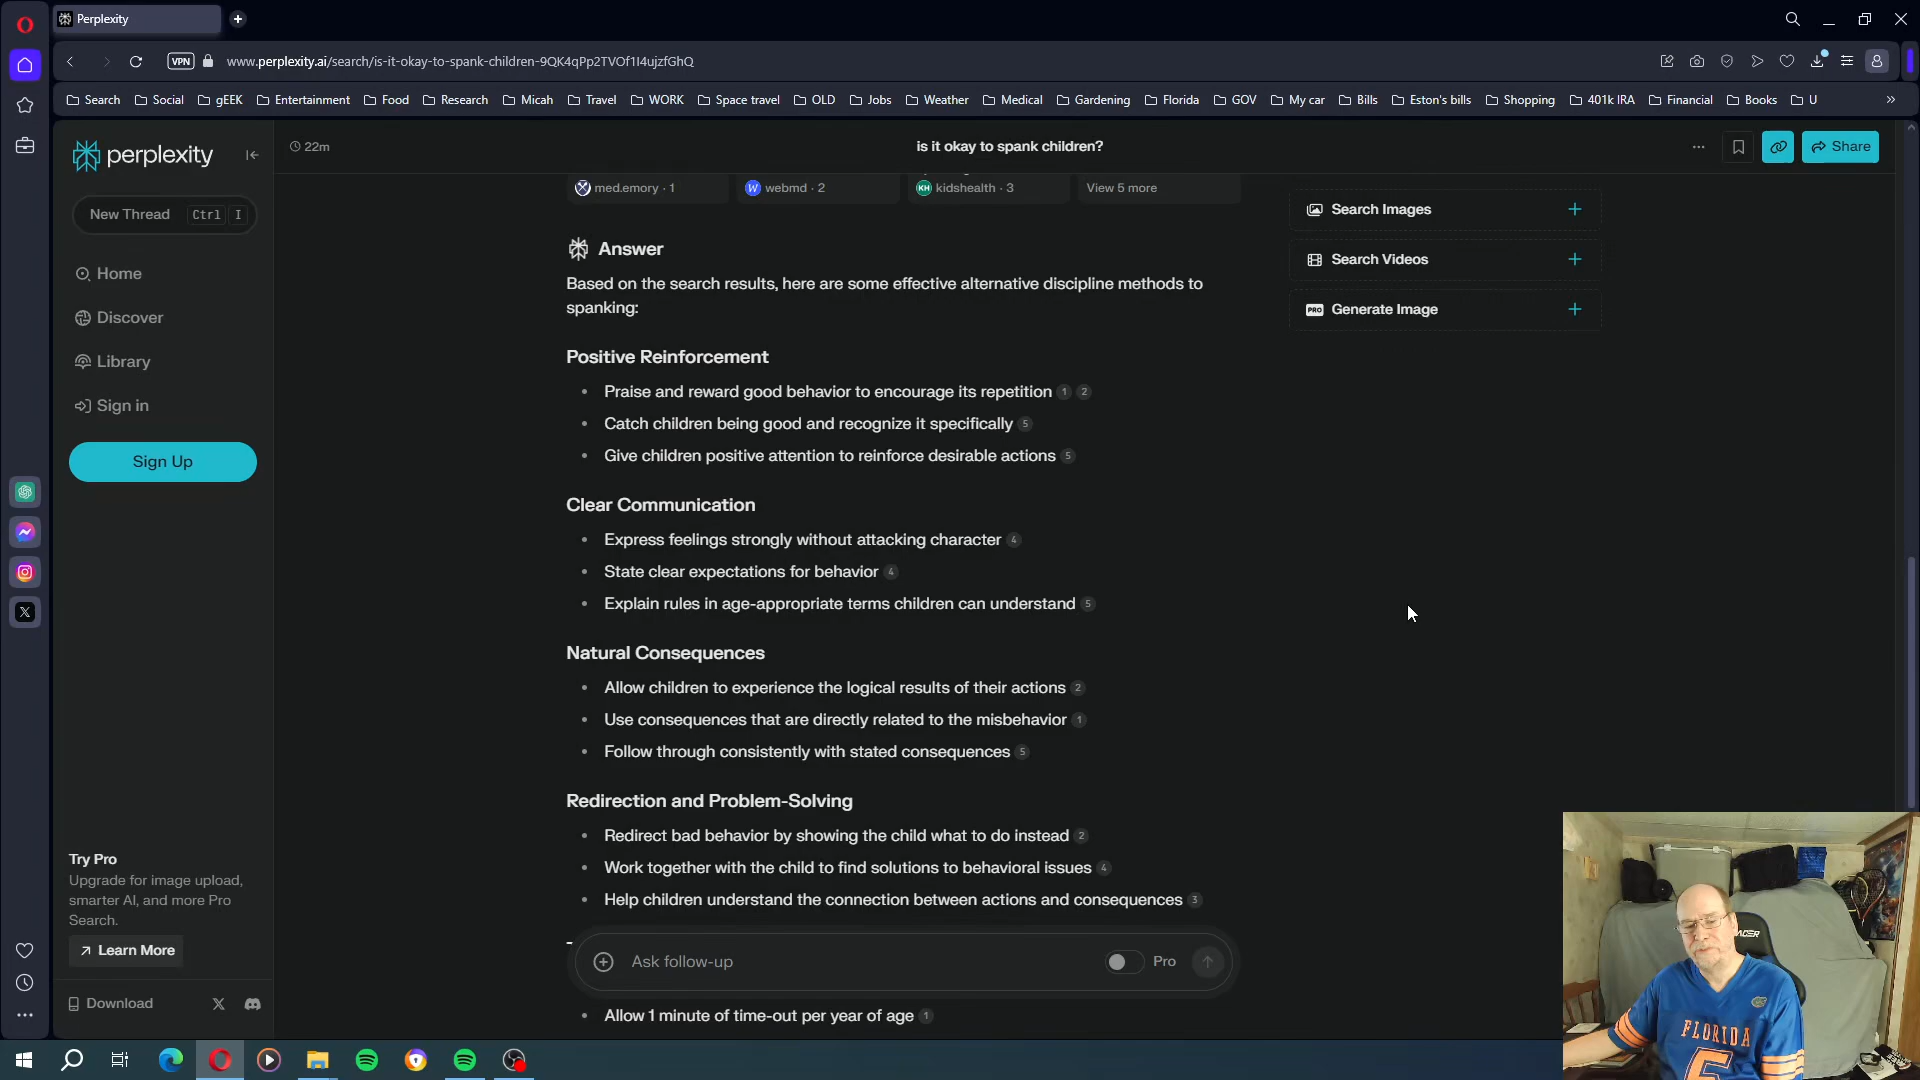 Perplexity
VPN
www.perplexity.ai/search/is-it-okay-to-spank-children-9QK4qPp2TVOf1I4ujzfGhQ
Search Social gEEK Entertainment Food Research Micah Travel WORK Space travel OLD Jobs Weather Medical Gardening Florida GOV My car Bills Eston's bills Shopping 401k IRA Financial Books U
perplexity
22m
is it okay to spank children?
Share
New Thread Ctrl I
Home
Discover
Library
Sign in
Sign Up
med.emory · 1
webmd · 2
kidshealth · 3
View 5 more
Answer
Based on the search results, here are some effective alternative discipline methods to
spanking:
Positive Reinforcement
• Praise and reward good behavior to encourage its repetition 1 2
• Catch children being good and recognize it specifically 5
• Give children positive attention to reinforce desirable actions 5
Clear Communication
• Express feelings strongly without attacking character 4
• State clear expectations for behavior 4
• Explain rules in age-appropriate terms children can understand 5
Natural Consequences
• Allow children to experience the logical results of their actions 2
• Use consequences that are directly related to the misbehavior 1
• Follow through consistently with stated consequences 5
Redirection and Problem-Solving
• Redirect bad behavior by showing the child what to do instead 2
• Work together with the child to find solutions to behavioral issues 4
• Help children understand the connection between actions and consequences 3
Ask follow-up
Pro
• Allow 1 minute of time-out per year of age 1
Search Images
Search Videos
PRO Generate Image
Try Pro
Upgrade for image upload,
smarter AI, and more Pro
Search.
Learn More
Download
FLORIDA